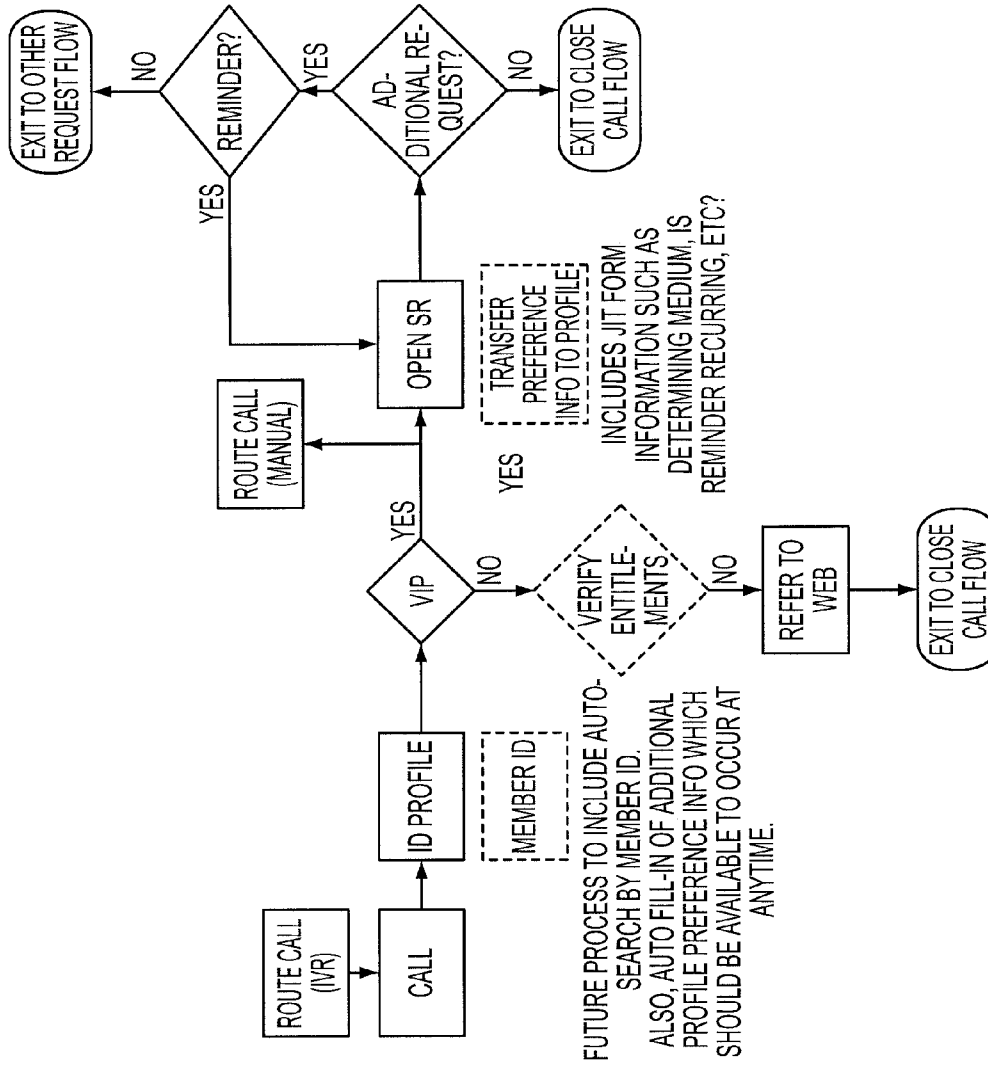 ROUTE CALL
(IVR)
CALL
ID PROFILE
MEMBER ID
FUTURE PROCESS TO INCLUDE AUTO-
SEARCH BY MEMBER ID.
ALSO, AUTO FILL-IN OF ADDITIONAL
PROFILE PREFERENCE INFO WHICH
SHOULD BE AVAILABLE TO OCCUR AT
ANYTIME.
VIP
YES
NO
ROUTE CALL
(MANUAL)
VERIFY
ENTITLE-
MENTS
YES
NO
REFER TO
WEB
EXIT TO CLOSE
CALL FLOW
OPEN SR
TRANSFER
PREFERENCE
INFO TO PROFILE
INCLUDES JIT FORM
INFORMATION SUCH AS
DETERMINING MEDIUM, IS
REMINDER RECURRING, ETC?
YES
EXIT TO OTHER
REQUEST FLOW
NO
REMINDER?
YES
AD-
DITIONAL RE-
QUEST?
NO
EXIT TO CLOSE
CALL FLOW